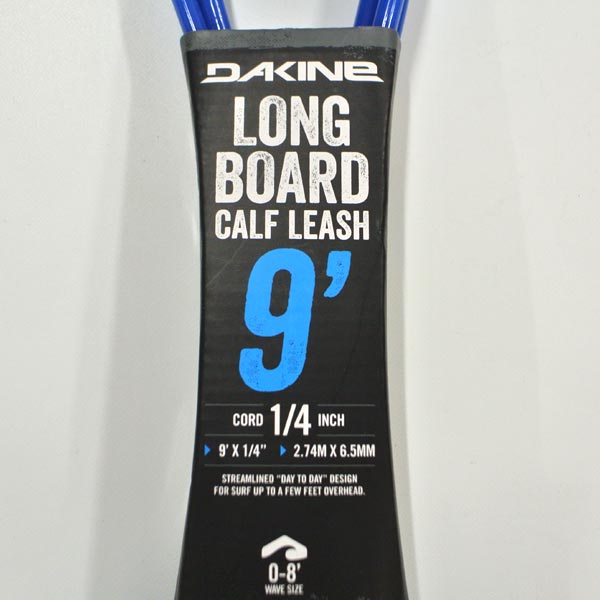 DAKINE
LONG
BOARD
CALF LEASH
9'
CORD 1/4 INCH
9' X 1/4" 2.74M X 6.5MM
STREAMLINED "DAY TO DAY" DESIGN
FOR SURF UP TO A FEW FEET OVERHEAD.
0-8'
WAVE SIZE